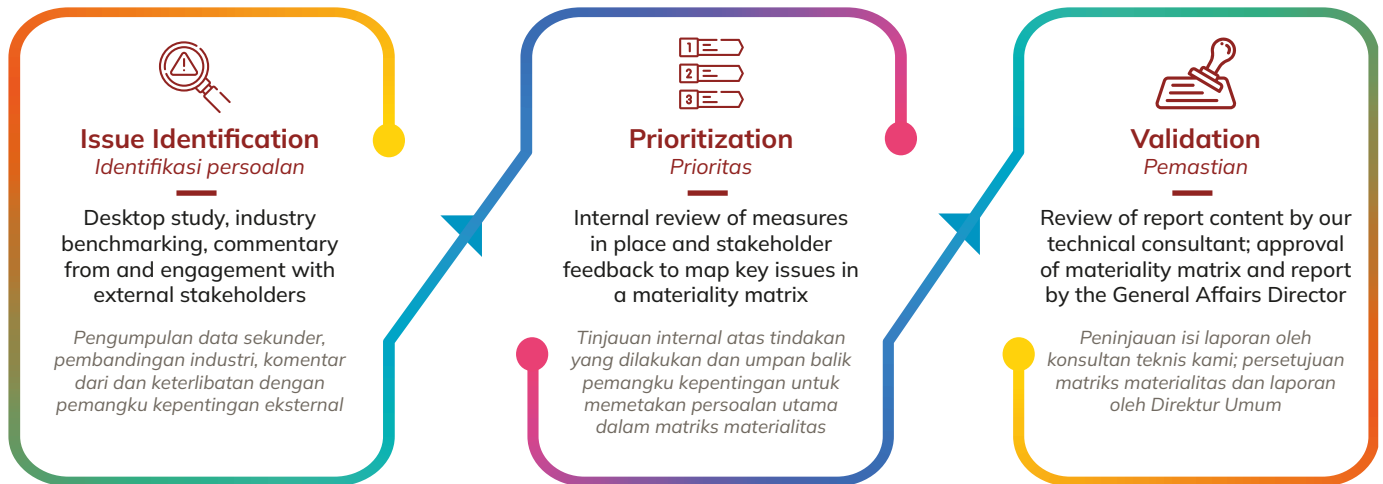 Issue Identification
Identifikasi persoalan
Desktop study, industry
benchmarking, commentary
from and engagement with
external stakeholders
Pengumpulan data sekunder,
pembandingan industri, komentar
dari dan keterlibatan dengan
pemangku kepentingan eksternal
1
2
3
Prioritization
Prioritas
Internal review of measures
in place and stakeholder
feedback to map key issues in
a materiality matrix
Tinjauan internal atas tindakan
yang dilakukan dan umpan balik
pemangku kepentingan untuk
memetakan persoalan utama
dalam matriks materialitas
Validation
Pemastian
Review of report content by our
technical consultant; approval
of materiality matrix and report
by the General Affairs Director
Peninjauan isi laporan oleh
konsultan teknis kami; persetujuan
matriks materialitas dan laporan
oleh Direktur Umum